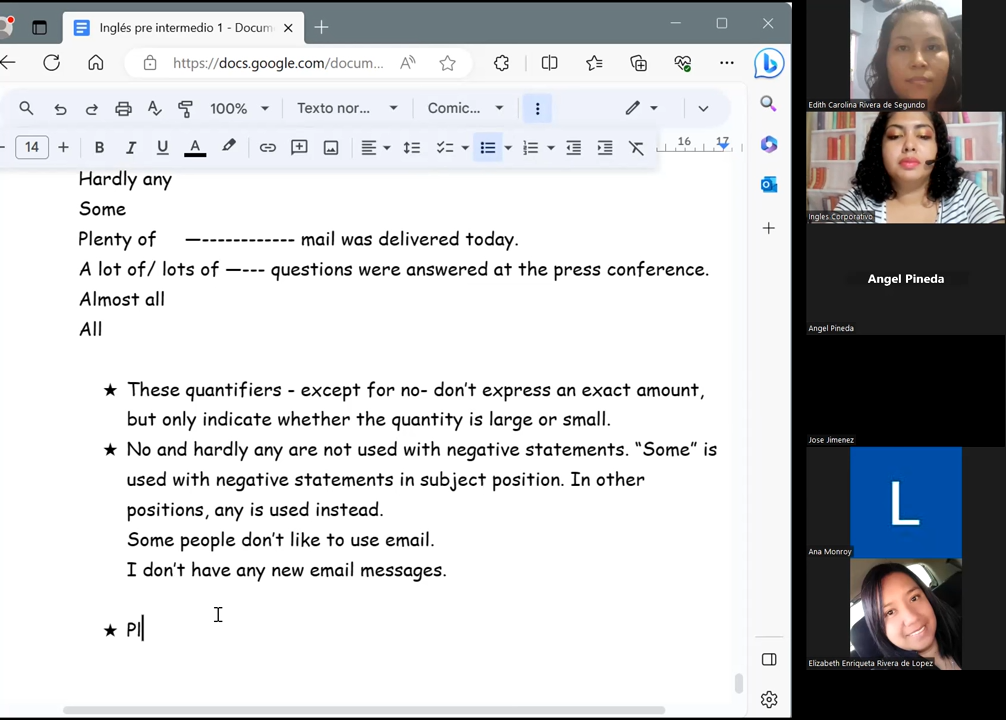 Inglés pre intermedio 1 - Docum
https://docs.google.com/docum...
100%
Texto nor...
Comic...
14
B I U A
16 17
Hardly any
Some
Plenty of —------------ mail was delivered today.
A lot of/ lots of —--- questions were answered at the press conference.
Almost all
All
★ These quantifiers - except for no- don’t express an exact amount,
but only indicate whether the quantity is large or small.
★ No and hardly any are not used with negative statements. “Some” is
used with negative statements in subject position. In other
positions, any is used instead.
Some people don’t like to use email.
I don’t have any new email messages.
★ Pl
Edith Carolina Rivera de Segundo
Ingles Corporativo
Angel Pineda
Angel Pineda
Jose Jimenez
L
Ana Monroy
Elizabeth Enriqueta Rivera de Lopez